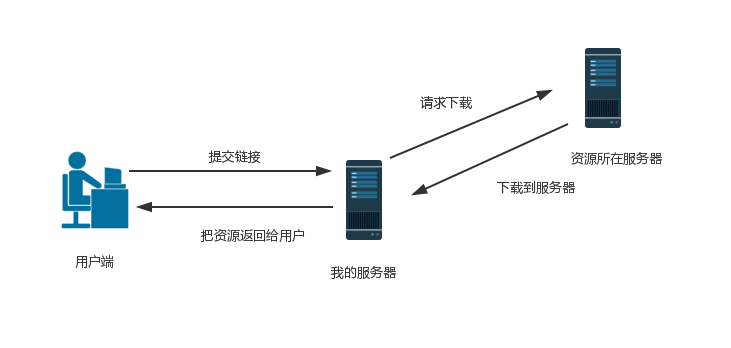 请求下载
提交链接
资源所在服务器
下载到服务器
把资源返回给用户
用户端
我的服务器